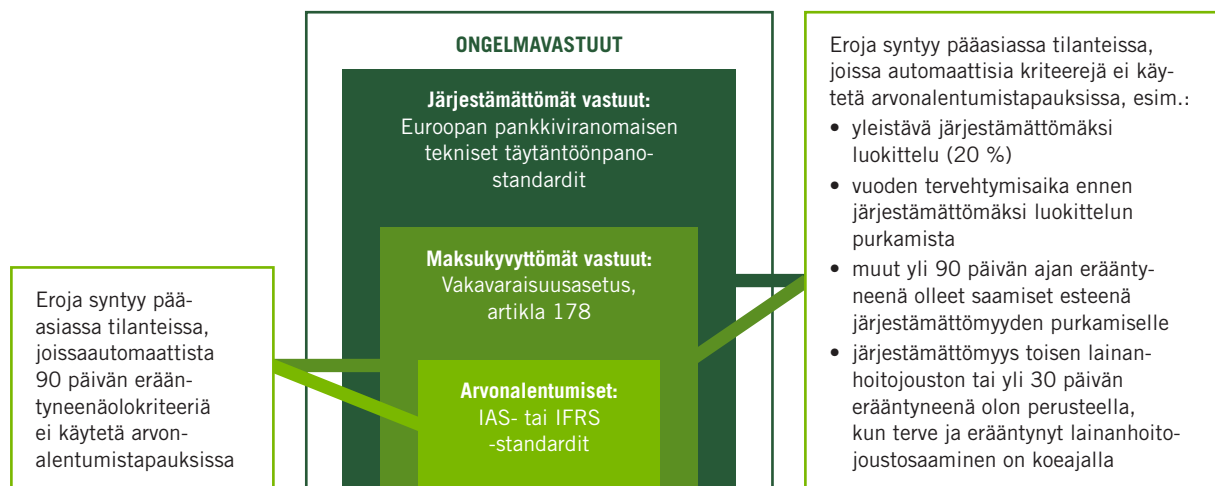 ONGELMAVASTUUT
Järjestämättömät vastuut:
Euroopan pankkiviranomaisen
tekniset täytäntöönpano-
standardit
Maksukyvyttömät vastuut:
Vakavaraisuusasetus,
artikla 178
Arvonalentumiset:
IAS- tai IFRS
-standardit
Eroja syntyy pää-
asiassa tilanteissa,
joissaautomaattista
90 päivän erään-
tyneenäolokriteeriä
ei käytetä arvon-
alentumistapauksissa
Eroja syntyy pääasiassa tilanteissa,
joissa automaattisia kriteerejä ei käy-
tetä arvonalentumistapauksissa, esim.:
• yleistävä järjestämättömäksi
luokittelu (20 %)
• vuoden tervehtymisaika ennen
järjestämättömäksi luokittelun
purkamista
• muut yli 90 päivän ajan eräänty-
neenä olleet saamiset esteenä
järjestämättömyyden purkamiselle
• järjestämättömyys toisen lainan-
hoitojouston tai yli 30 päivän
erääntyneenä olon perusteella,
kun terve ja erääntynyt lainanhoito-
joustosaaminen on koeajalla